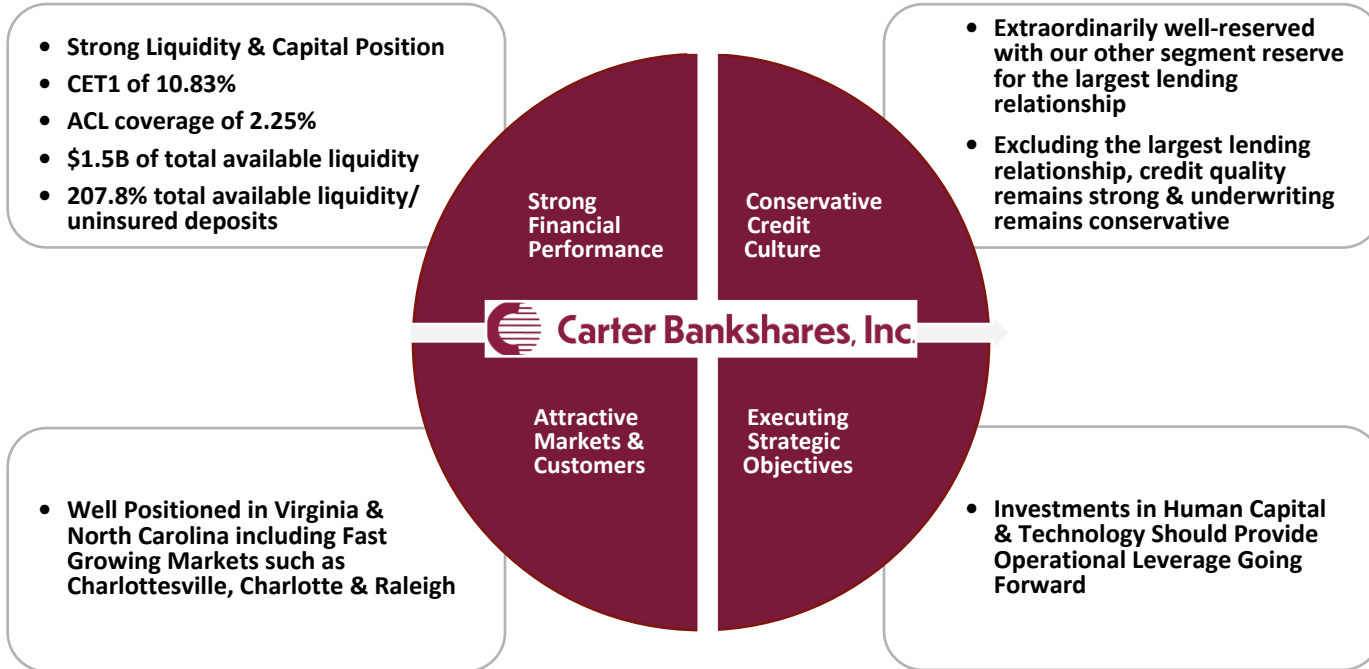 • Strong Liquidity & Capital Position
• CET1 of 10.83%
• ACL coverage of 2.25%
• $1.5B of total available liquidity
• 207.8% total available liquidity/
uninsured deposits
• Extraordinarily well-reserved
with our other segment reserve
for the largest lending
relationship
• Excluding the largest lending
relationship, credit quality
remains strong & underwriting
remains conservative
Strong
Financial
Performance
Conservative
Credit
Culture
Carter Bankshares, Inc.
Attractive
Markets &
Customers
Executing
Strategic
Objectives
• Well Positioned in Virginia &
North Carolina including Fast
Growing Markets such as
Charlottesville, Charlotte & Raleigh
• Investments in Human Capital
& Technology Should Provide
Operational Leverage Going
Forward